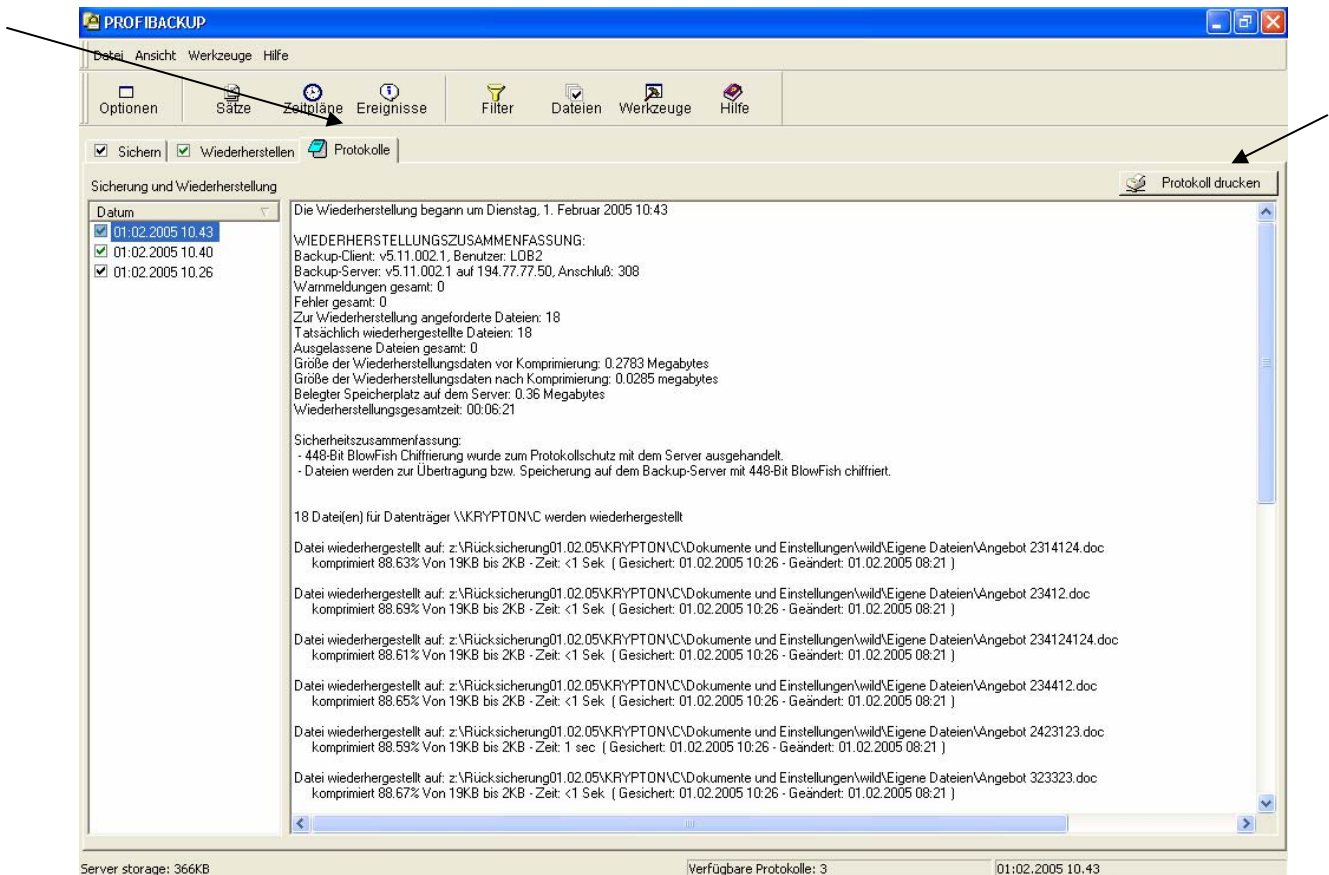 PROFIBACKUP
Datei Ansicht Werkzeuge Hilfe
Optionen Sätze Zeitpläne Ereignisse Filter Dateien Werkzeuge Hilfe
Sichern Wiederherstellen Protokolle
Sicherung und Wiederherstellung
Protokoll drucken
Datum
01:02.2005 10.43
01:02.2005 10.40
01:02.2005 10.26
Die Wiederherstellung begann um Dienstag, 1. Februar 2005 10:43
WIEDERHERSTELLUNGSZUSAMMENFASSUNG:
Backup-Client: v5.11.002.1, Benutzer: LOB2
Backup-Server: v5.11.002.1 auf 194.77.77.50, Anschluß: 308
Warnmeldungen gesamt: 0
Fehler gesamt: 0
Zur Wiederherstellung angeforderte Dateien: 18
Tatsächlich wiederhergestellte Dateien: 18
Ausgelassene Dateien gesamt: 0
Größe der Wiederherstellungsdaten vor Komprimierung: 0.2783 Megabytes
Größe der Wiederherstellungsdaten nach Komprimierung: 0.0285 megabytes
Belegter Speicherplatz auf dem Server: 0.36 Megabytes
Wiederherstellungsgesamtzeit: 00:06:21
Sicherheitszusammenfassung:
- 448-Bit BlowFish Chiffrierung wurde zum Protokollschutz mit dem Server ausgehandelt.
- Dateien werden zur Übertragung bzw. Speicherung auf dem Backup-Server mit 448-Bit BlowFish chiffriert.
18 Datei(en) für Datenträger \\KRYPTON\C werden wiederhergestellt
Datei wiederhergestellt auf: z:\Rücksicherung01.02.05\KRYPTON\C\Dokumente und Einstellungen\wild\Eigene Dateien\Angebot 2314124.doc
komprimiert 88.63% Von 19KB bis 2KB - Zeit: <1 Sek ( Gesichert: 01.02.2005 10:26 - Geändert: 01.02.2005 08:21 )
Datei wiederhergestellt auf: z:\Rücksicherung01.02.05\KRYPTON\C\Dokumente und Einstellungen\wild\Eigene Dateien\Angebot 23412.doc
komprimiert 88.69% Von 19KB bis 2KB - Zeit: <1 Sek ( Gesichert: 01.02.2005 10:26 - Geändert: 01.02.2005 08:21 )
Datei wiederhergestellt auf: z:\Rücksicherung01.02.05\KRYPTON\C\Dokumente und Einstellungen\wild\Eigene Dateien\Angebot 234124124.doc
komprimiert 88.61% Von 19KB bis 2KB - Zeit: <1 Sek ( Gesichert: 01.02.2005 10:26 - Geändert: 01.02.2005 08:21 )
Datei wiederhergestellt auf: z:\Rücksicherung01.02.05\KRYPTON\C\Dokumente und Einstellungen\wild\Eigene Dateien\Angebot 234412.doc
komprimiert 88.65% Von 19KB bis 2KB - Zeit: <1 Sek ( Gesichert: 01.02.2005 10:26 - Geändert: 01.02.2005 08:21 )
Datei wiederhergestellt auf: z:\Rücksicherung01.02.05\KRYPTON\C\Dokumente und Einstellungen\wild\Eigene Dateien\Angebot 2423123.doc
komprimiert 88.59% Von 19KB bis 2KB - Zeit: 1 sec ( Gesichert: 01.02.2005 10:26 - Geändert: 01.02.2005 08:21 )
Datei wiederhergestellt auf: z:\Rücksicherung01.02.05\KRYPTON\C\Dokumente und Einstellungen\wild\Eigene Dateien\Angebot 323323.doc
komprimiert 88.67% Von 19KB bis 2KB - Zeit: <1 Sek ( Gesichert: 01.02.2005 10:26 - Geändert: 01.02.2005 08:21 )
Server storage: 366KB
Verfügbare Protokolle: 3
01:02.2005 10.43